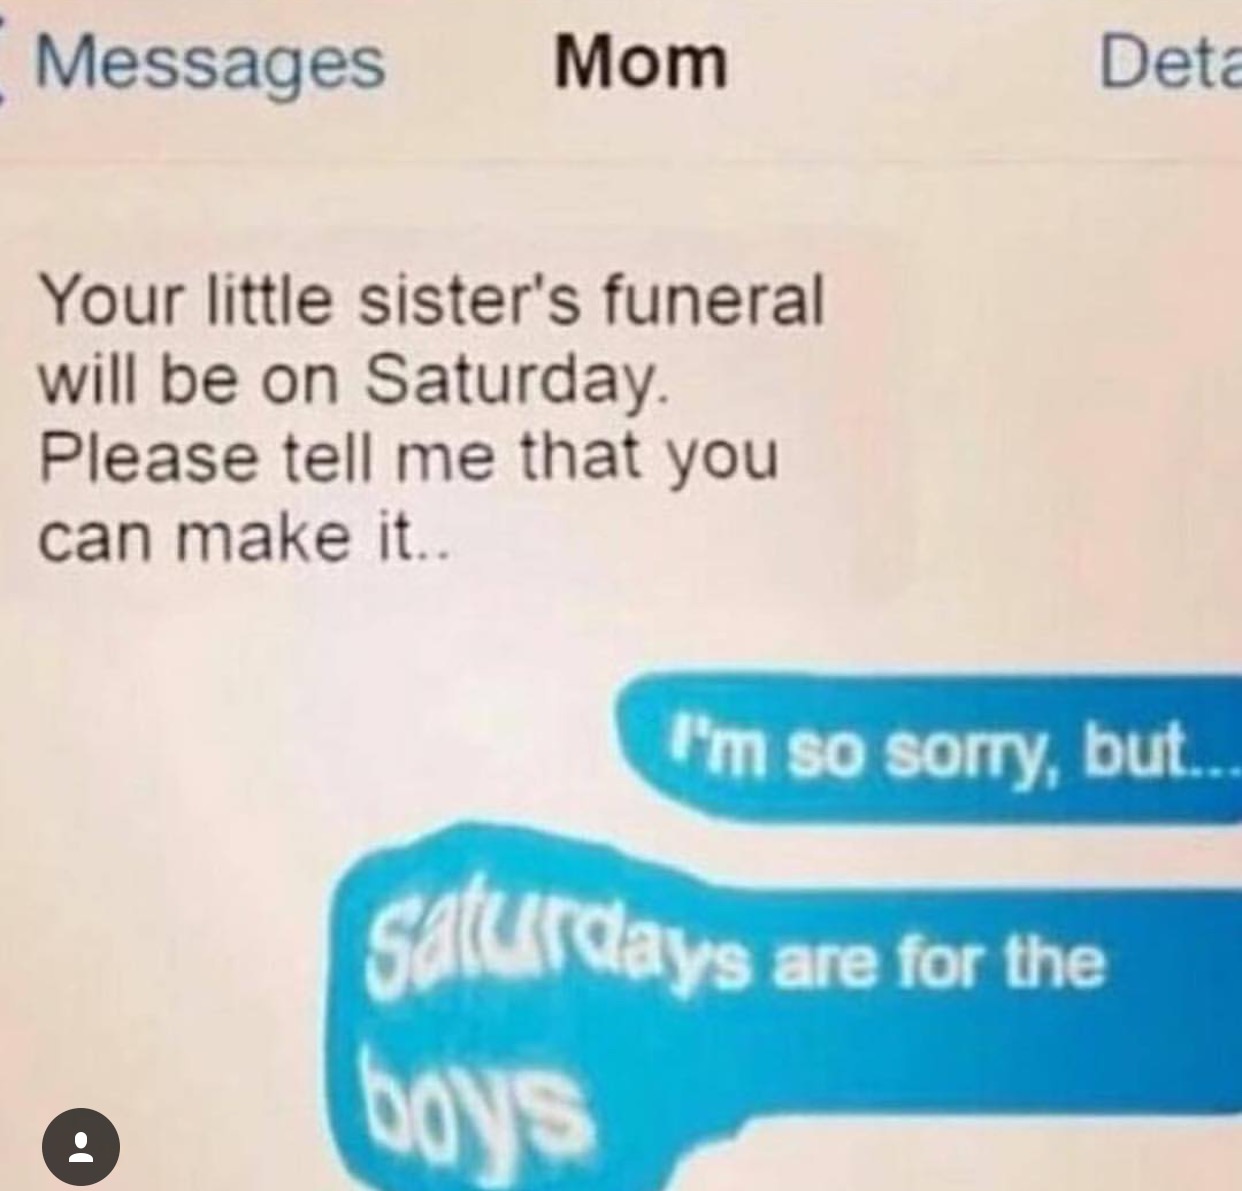 Messages Mom
Your little sister's funeral
will be on Saturday.
Please tell me that you
can make it..
I'm so sorry, but...
Saturdays are for the
boys